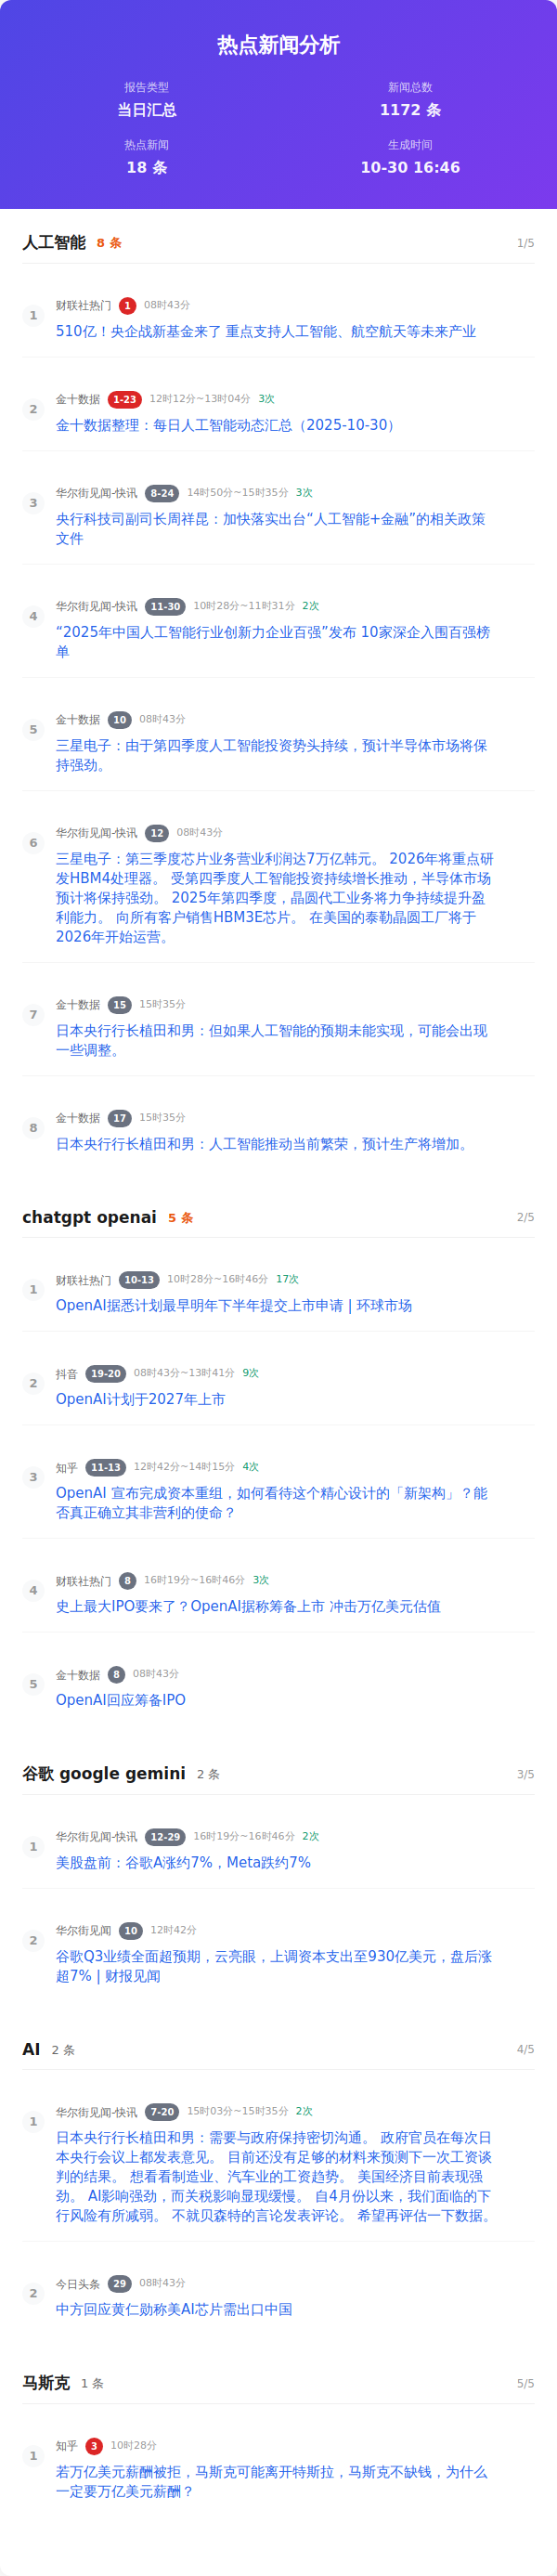 热点新闻分析
报告类型
新闻总数
当日汇总
1172 条
热点新闻
生成时间
18 条
10-30 16:46
人工智能 8 条 1/5
1 财联社热门 1 08时43分
510亿！央企战新基金来了 重点支持人工智能、航空航天等未来产业
2 金十数据 1-23 12时12分~13时04分 3次
金十数据整理：每日人工智能动态汇总（2025-10-30）
3 华尔街见闻-快讯 8-24 14时50分~15时35分 3次
央行科技司副司长周祥昆：加快落实出台“人工智能+金融”的相关政策
文件
4 华尔街见闻-快讯 11-30 10时28分~11时31分 2次
“2025年中国人工智能行业创新力企业百强”发布 10家深企入围百强榜
单
5 金十数据 10 08时43分
三星电子：由于第四季度人工智能投资势头持续，预计半导体市场将保
持强劲。
6 华尔街见闻-快讯 12 08时43分
三星电子：第三季度芯片业务营业利润达7万亿韩元。 2026年将重点研
发HBM4处理器。 受第四季度人工智能投资持续增长推动，半导体市场
预计将保持强劲。 2025年第四季度，晶圆代工业务将力争持续提升盈
利能力。 向所有客户销售HBM3E芯片。 在美国的泰勒晶圆工厂将于
2026年开始运营。
7 金十数据 15 15时35分
日本央行行长植田和男：但如果人工智能的预期未能实现，可能会出现
一些调整。
8 金十数据 17 15时35分
日本央行行长植田和男：人工智能推动当前繁荣，预计生产将增加。
chatgpt openai 5 条 2/5
1 财联社热门 10-13 10时28分~16时46分 17次
OpenAI据悉计划最早明年下半年提交上市申请 | 环球市场
2 抖音 19-20 08时43分~13时41分 9次
OpenAI计划于2027年上市
3 知乎 11-13 12时42分~14时15分 4次
OpenAI 宣布完成资本重组，如何看待这个精心设计的「新架构」？能
否真正确立其非营利的使命？
4 财联社热门 8 16时19分~16时46分 3次
史上最大IPO要来了？OpenAI据称筹备上市 冲击万亿美元估值
5 金十数据 8 08时43分
OpenAI回应筹备IPO
谷歌 google gemini 2 条 3/5
1 华尔街见闻-快讯 12-29 16时19分~16时46分 2次
美股盘前：谷歌A涨约7%，Meta跌约7%
2 华尔街见闻 10 12时42分
谷歌Q3业绩全面超预期，云亮眼，上调资本支出至930亿美元，盘后涨
超7% | 财报见闻
AI 2 条 4/5
1 华尔街见闻-快讯 7-20 15时03分~15时35分 2次
日本央行行长植田和男：需要与政府保持密切沟通。 政府官员在每次日
本央行会议上都发表意见。 目前还没有足够的材料来预测下一次工资谈
判的结果。 想看看制造业、汽车业的工资趋势。 美国经济目前表现强
劲。 AI影响强劲，而关税影响显现缓慢。 自4月份以来，我们面临的下
行风险有所减弱。 不就贝森特的言论发表评论。 希望再评估一下数据。
2 今日头条 29 08时43分
中方回应黄仁勋称美AI芯片需出口中国
马斯克 1 条 5/5
1 知乎 3 10时28分
若万亿美元薪酬被拒，马斯克可能离开特斯拉，马斯克不缺钱，为什么
一定要万亿美元薪酬？